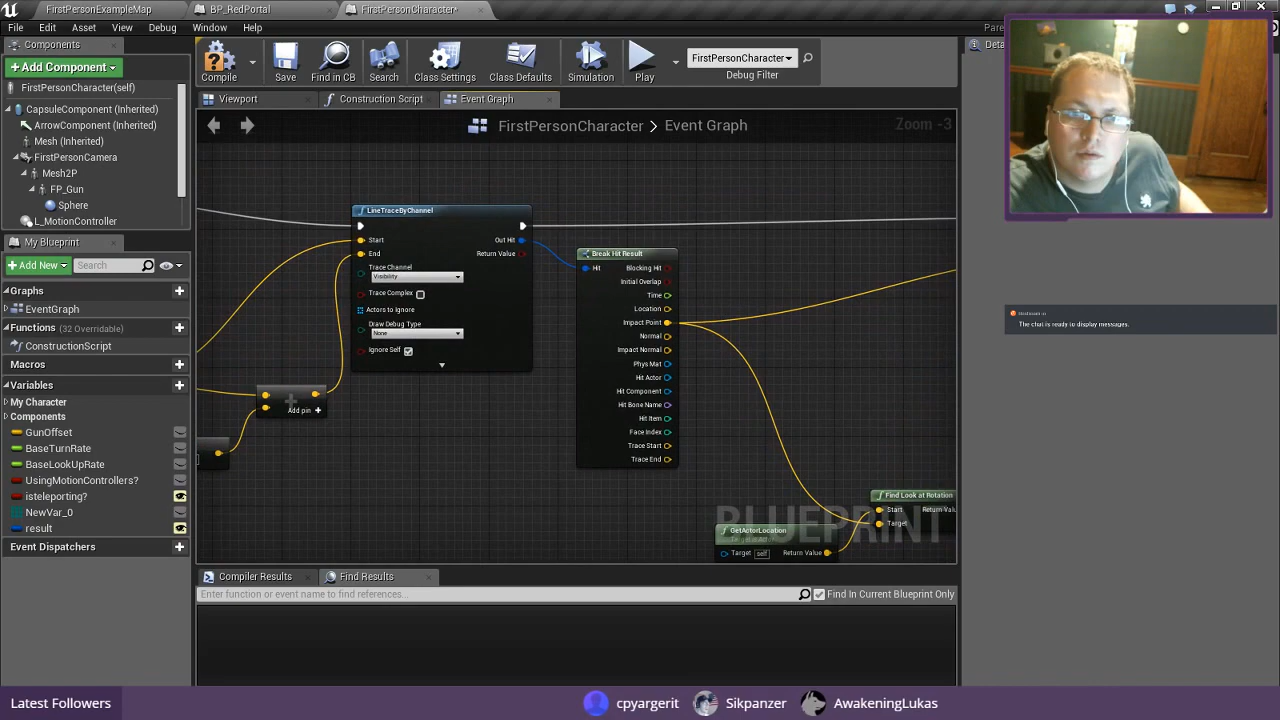 FirstPersonExampleMap
BP_RedPortal
FirstPersonCharacter*
File Edit Asset View Debug Window Help
Components
+ Add Component
FirstPersonCharacter(self)
CapsuleComponent (Inherited)
ArrowComponent (Inherited)
Mesh (Inherited)
FirstPersonCamera
Mesh2P
FP_Gun
Sphere
L_MotionController
My Blueprint
+ Add New
Search
Graphs
EventGraph
Functions (32 Overridable)
ConstructionScript
Macros
Variables
My Character
Components
GunOffset
BaseTurnRate
BaseLookUpRate
UsingMotionControllers?
isteleporting?
NewVar_0
result
Event Dispatchers
Compile
Save
Find in CB
Search
Class Settings
Class Defaults
Simulation
Play
FirstPersonCharacter
Debug Filter
Viewport
Construction Script
Event Graph
FirstPersonCharacter > Event Graph
Zoom -3
LineTraceByChannel
Start
Out Hit
End
Return Value
Trace Channel
Visibility
Trace Complex
Actors to Ignore
Draw Debug Type
None
Ignore Self
Add pin
Break Hit Result
Hit
Blocking Hit
Initial Overlap
Time
Location
Impact Point
Normal
Impact Normal
Phys Mat
Hit Actor
Hit Component
Hit Bone Name
Hit Item
Face Index
Trace Start
Trace End
Find Look at Rotation
Start
Return Valu
Target
GetActorLocation
Target is Actor
Target self Return Value
BLUEPRINT
Compiler Results
Find Results
Enter function or event name to find references...
Find In Current Blueprint Only
Deta
Pare
The chat is ready to display messages.
Latest Followers
cpyargerit
Sikpanzer
AwakeningLukas